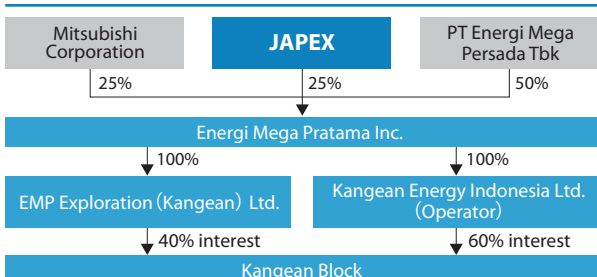 Mitsubishi
Corporation
JAPEX
PT Energi Mega
Persada Tbk
25%
25%
50%
Energi Mega Pratama Inc.
100%
100%
EMP Exploration（Kangean）Ltd.
Kangean Energy Indonesia Ltd.
（Operator）
40% interest
60% interest
Kangean Block